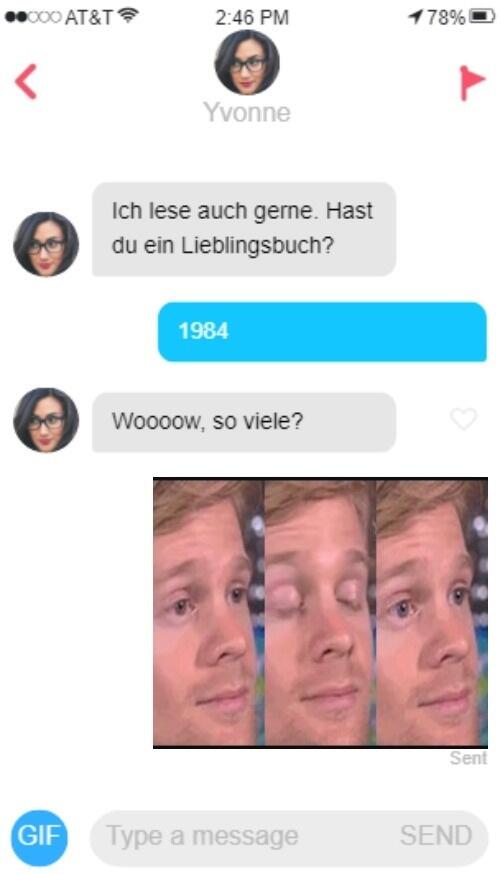 AT&T 2:46 PM 78%
Yvonne
Ich lese auch gerne. Hast
du ein Lieblingsbuch?
1984
Woooow, so viele?
Sent
GIF Type a message SEND